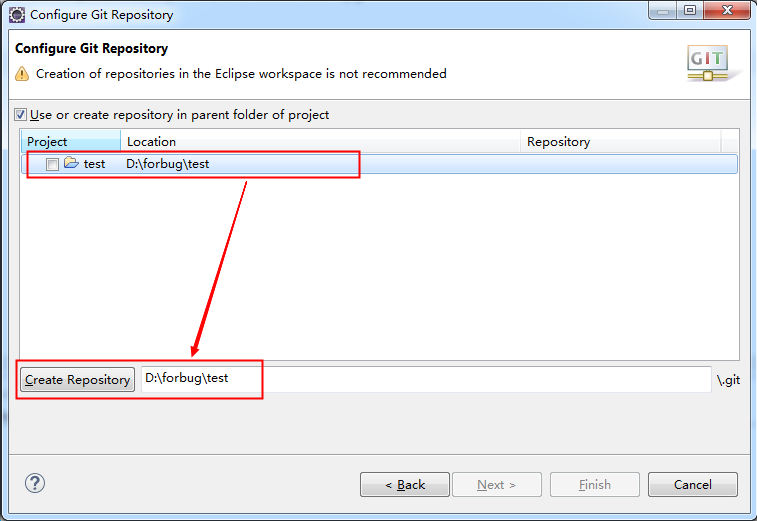 Configure Git Repository
Configure Git Repository
Creation of repositories in the Eclipse workspace is not recommended
GIT
Use or create repository in parent folder of project
Project Location Repository
test D:\forbug\test
Create Repository D:\forbug\test \.git
? < Back Next > Finish Cancel